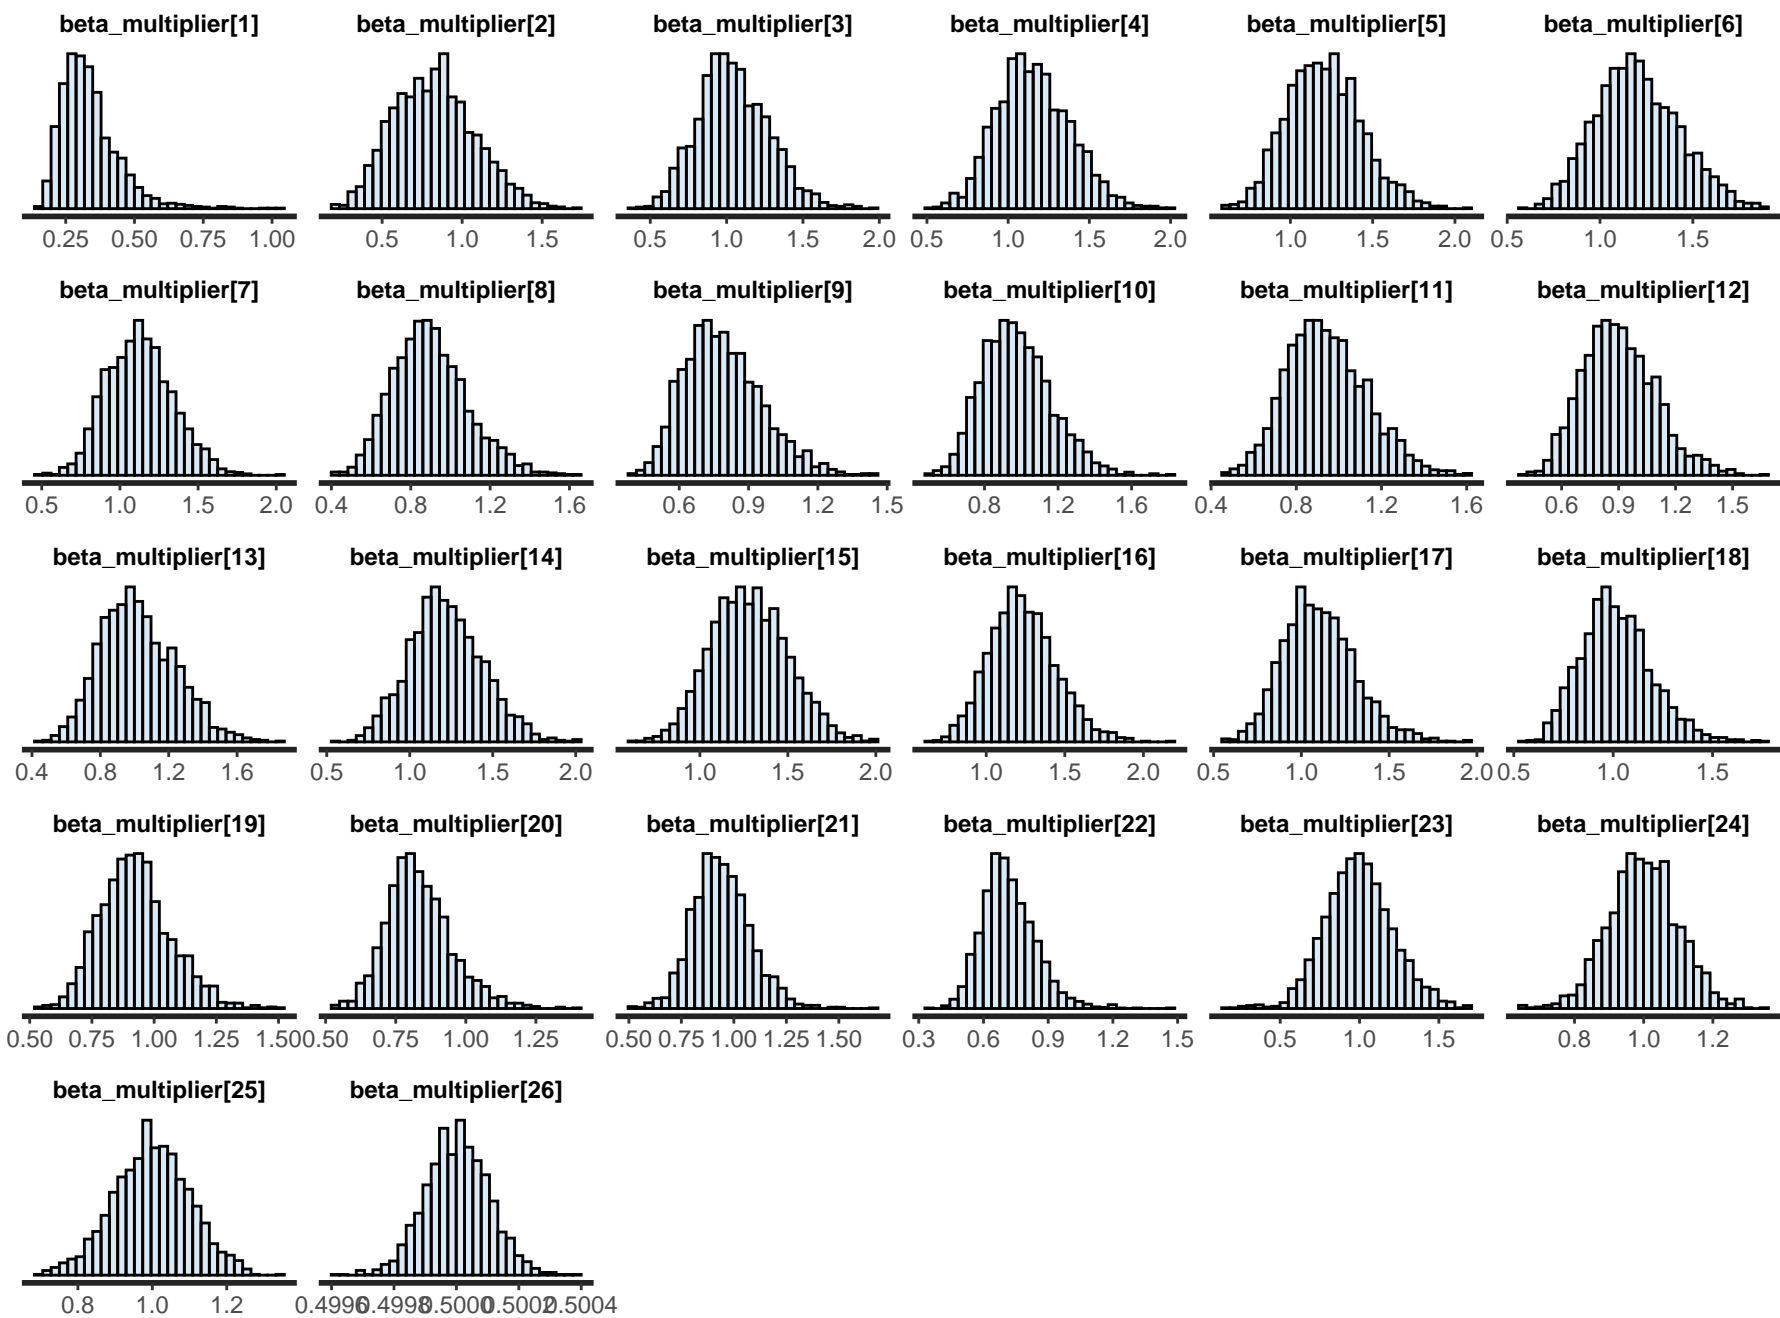 beta_multiplier[1] beta_multiplier[2] beta_multiplier[3] beta_multiplier[4] beta_multiplier[5] beta_multiplier[6]
0.25 0.50 0.75 1.00 0.5 1.0 1.5 0.5 1.0 1.5 2.0 0.5 1.0 1.5 2.0 1.0 1.5 2.0 0.5 1.0 1.5
beta_multiplier[7] beta_multiplier[8] beta_multiplier[9] beta_multiplier[10] beta_multiplier[11] beta_multiplier[12]
0.5 1.0 1.5 2.0 0.4 0.8 1.2 1.6 0.6 0.9 1.2 1.5 0.8 1.2 1.6 0.4 0.8 1.2 1.6 0.6 0.9 1.2 1.5
beta_multiplier[13] beta_multiplier[14] beta_multiplier[15] beta_multiplier[16] beta_multiplier[17] beta_multiplier[18]
0.4 0.8 1.2 1.6 0.5 1.0 1.5 2.0 1.0 1.5 2.0 1.0 1.5 2.0 0.5 1.0 1.5 2.0 0.5 1.0 1.5
beta_multiplier[19] beta_multiplier[20] beta_multiplier[21] beta_multiplier[22] beta_multiplier[23] beta_multiplier[24]
0.50 0.75 1.00 1.25 1.50 0.50 0.75 1.00 1.25 0.50 0.75 1.00 1.25 1.50 0.3 0.6 0.9 1.2 1.5 0.5 1.0 1.5 0.8 1.0 1.2
beta_multiplier[25] beta_multiplier[26]
0.8 1.0 1.2 0.4996 0.4998 0.5000 0.5002 0.5004